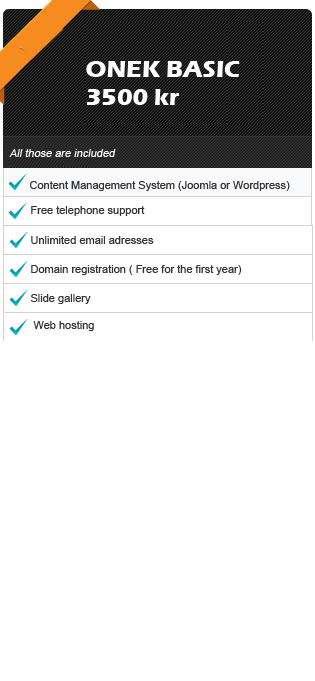 ONEK BASIC
3500 kr
All those are included
Content Management System (Joomla or Wordpress)
Free telephone support
Unlimited email adresses
Domain registration ( Free for the first year)
Slide gallery
Web hosting